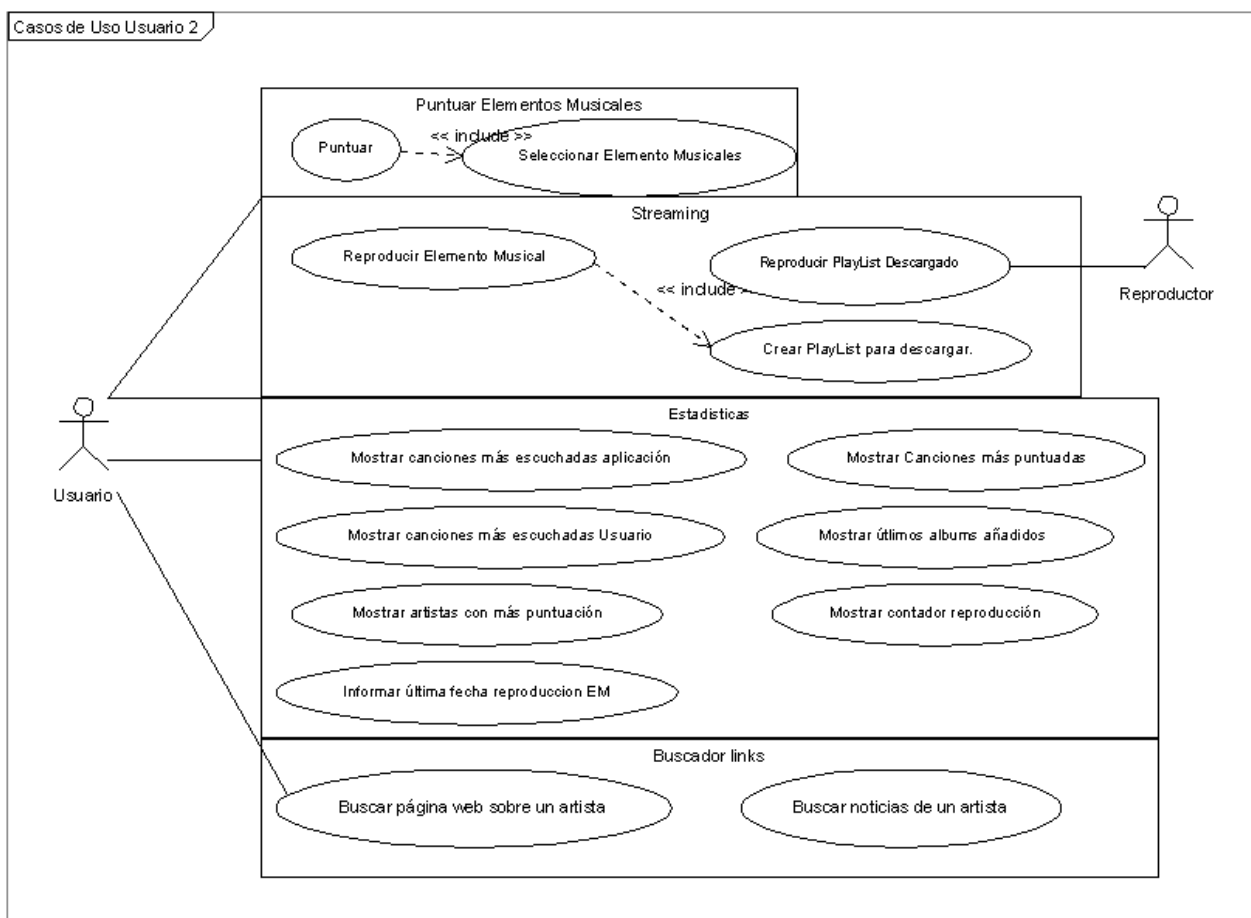 Casos de Uso Usuario 2
Puntuar Elementos Musicales
<< include >>
Puntuar
Seleccionar Elemento Musicales
Streaming
Reproducir Elemento Musical
Reproducir PlayList Descargado
<< include >
Reproductor
Crear PlayList para descargar.
Estadisticas
Mostrar canciones más escuchadas aplicación
Mostrar Canciones más puntuadas
Usuario
Mostrar canciones más escuchadas Usuario
Mostrar útlimos albums añadidos
Mostrar artistas con más puntuación
Mostrar contador reproducción
Informar última fecha reproduccion EM
Buscador links
Buscar página web sobre un artista
Buscar noticias de un artista